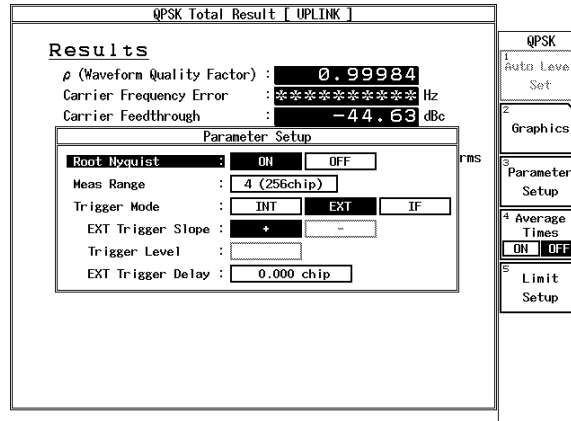 QPSK Total Result [ UPLINK ]
Results
ρ (Waveform Quality Factor) : 0.99984
Carrier Frequency Error : ********** Hz
Carrier Feedthrough : -44.63 dBc
Parameter Setup
rms
Root Nyquist : ON OFF
Meas Range : 4 (256chip)
Trigger Mode : INT EXT IF
EXT Trigger Slope : + -
Trigger Level :
EXT Trigger Delay : 0.000 chip
QPSK
1
Auto Leve
Set
2
Graphics
3
Parameter
Setup
4 Average
Times
ON OFF
5
Limit
Setup